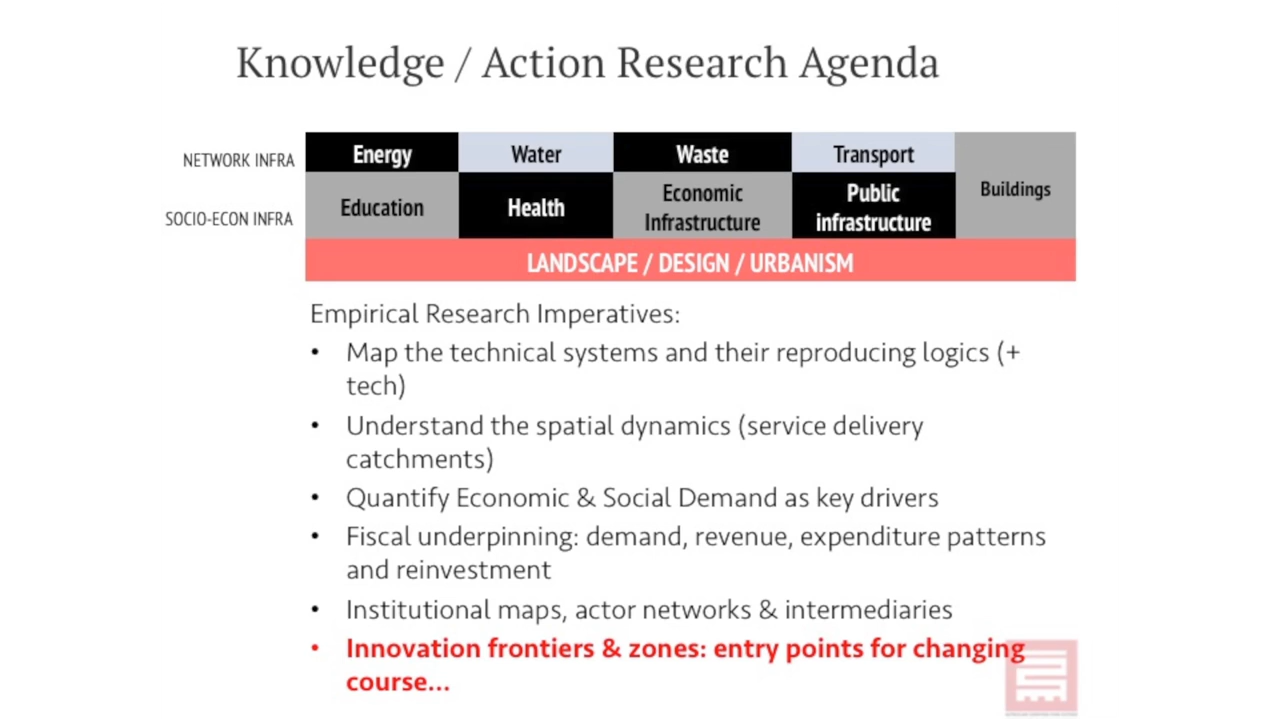 Knowledge / Action Research Agenda
NETWORK INFRA
Energy
Water
Waste
Transport
Buildings
SOCIO-ECON INFRA
Education
Health
Economic
Infrastructure
Public
infrastructure
LANDSCAPE / DESIGN / URBANISM
Empirical Research Imperatives:
• Map the technical systems and their reproducing logics (+
tech)
• Understand the spatial dynamics (service delivery
catchments)
• Quantify Economic & Social Demand as key drivers
• Fiscal underpinning: demand, revenue, expenditure patterns
and reinvestment
• Institutional maps, actor networks & intermediaries
• Innovation frontiers & zones: entry points for changing
course...